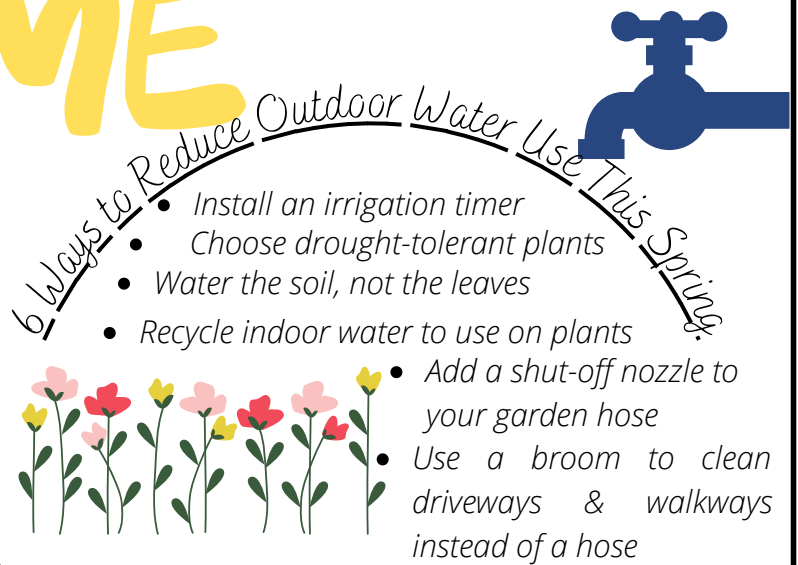 ME
6 Ways to Reduce Outdoor Water Use This Spring.
• Install an irrigation timer
• Choose drought-tolerant plants
• Water the soil, not the leaves
• Recycle indoor water to use on plants
• Add a shut-off nozzle to
your garden hose
• Use a broom to clean
driveways & walkways
instead of a hose